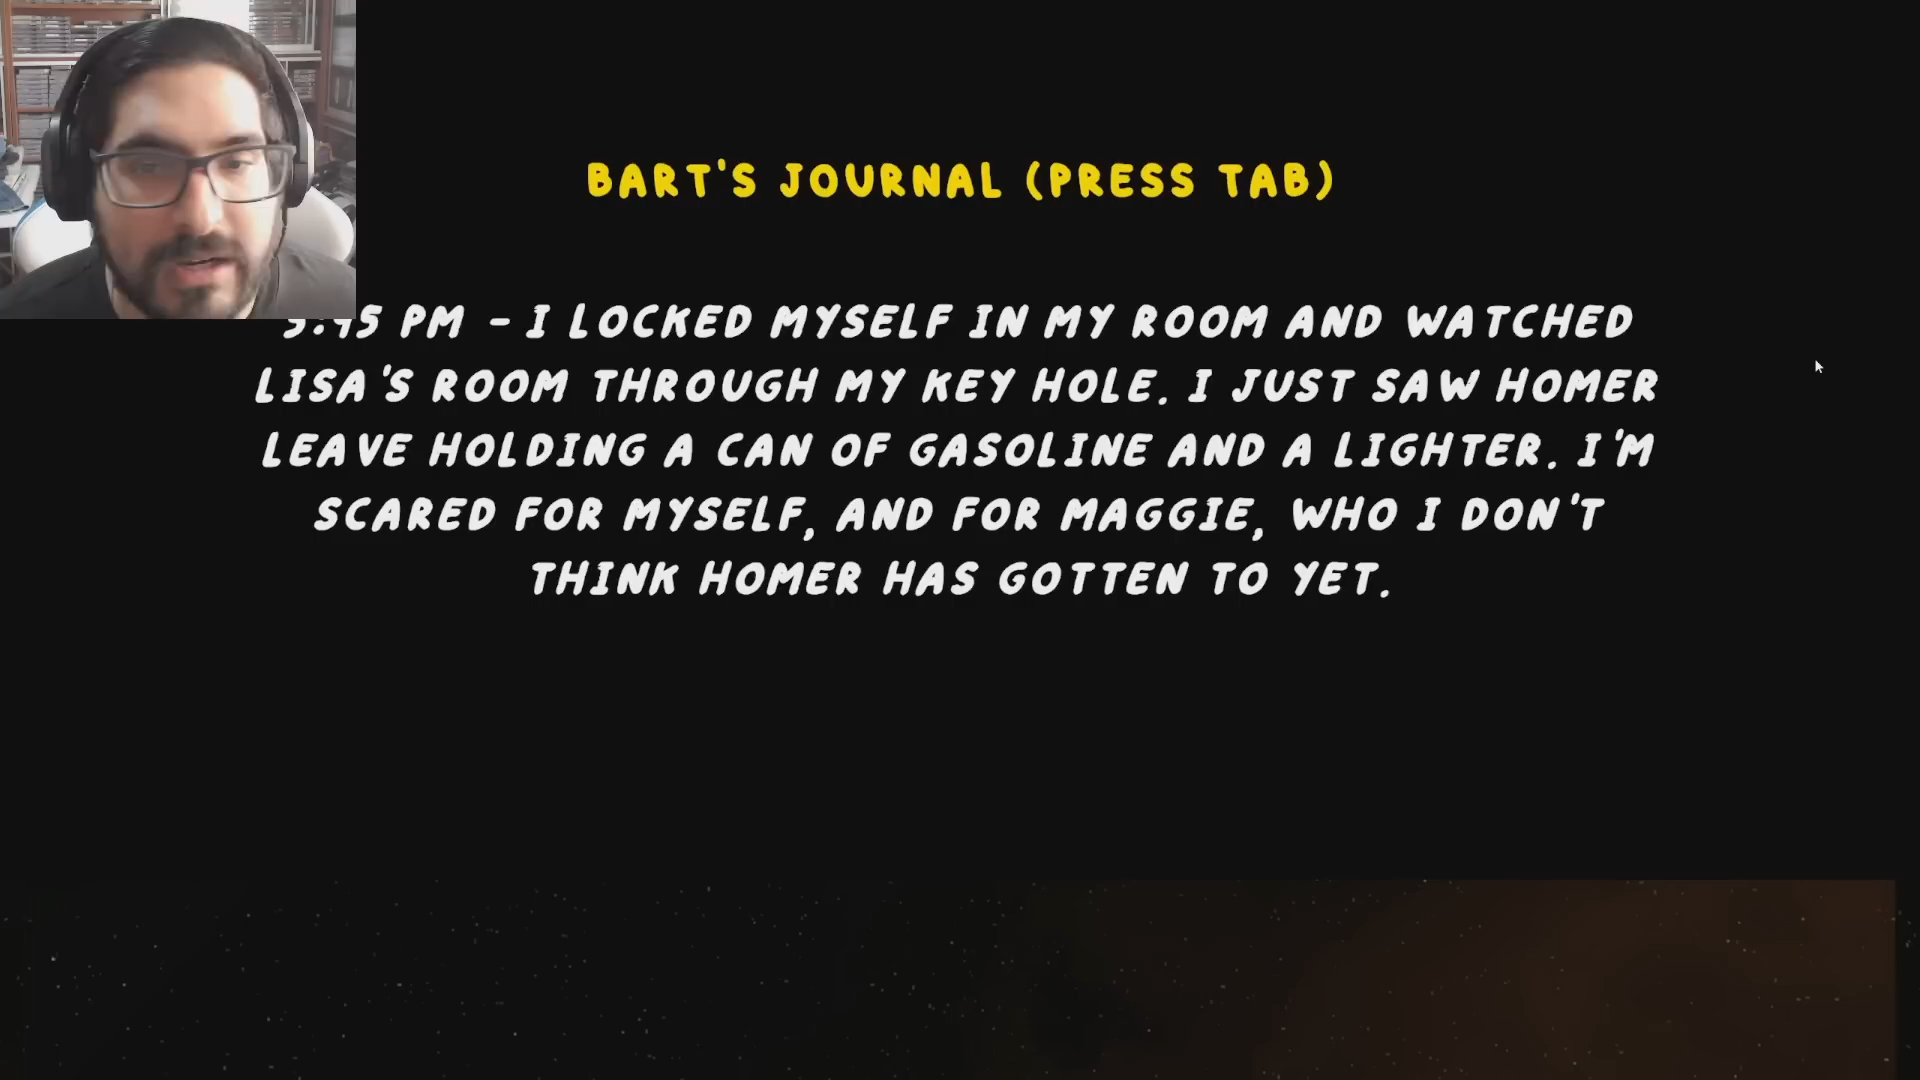 BART'S JOURNAL (PRESS TAB)
PM - I LOCKED MYSELF IN MY ROOM AND WATCHED
LISA'S ROOM THROUGH MY KEY HOLE. I JUST SAW HOMER
LEAVE HOLDING A CAN OF GASOLINE AND A LIGHTER. I'M
SCARED FOR MYSELF, AND FOR MAGGIE, WHO I DON'T
THINK HOMER HAS GOTTEN TO YET.